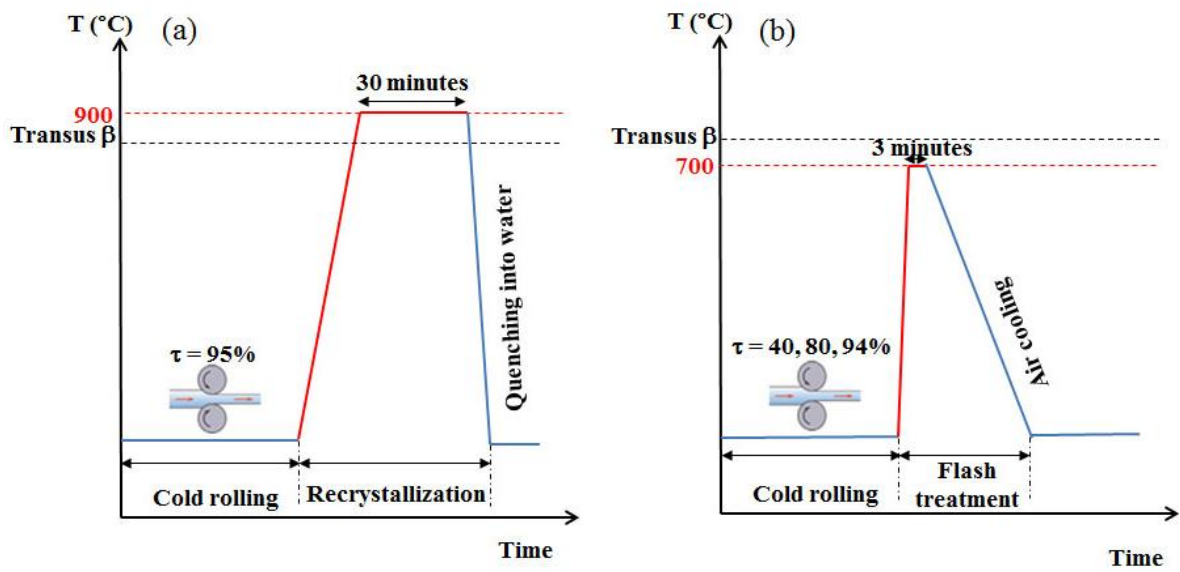 T (°C)
(a)
30 minutes
900
Transus β
Quenching into water
τ = 95%
Cold rolling
Recrystallization
Time
T (°C)
(b)
Transus β
3 minutes
700
Air cooling
τ = 40, 80, 94%
Cold rolling
Flash
treatment
Time